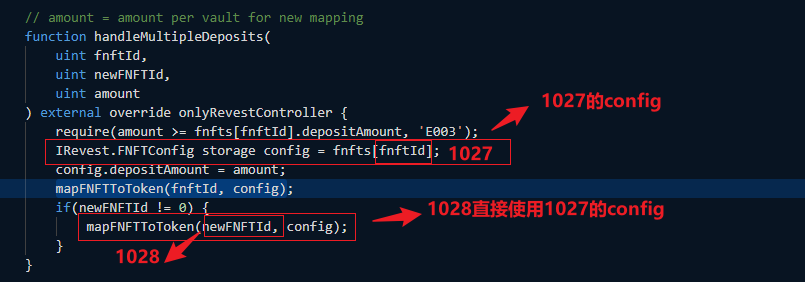 // amount = amount per vault for new mapping
function handleMultipleDeposits(
uint fnftId,
uint newFNFTId,
uint amount
) external override onlyRevestController {
1027的config
require(amount >= fnfts[fnftId].depositAmount, 'E003');
IRevest.FNFTConfig storage config = fnfts[fnftId]; 1027
config.depositAmount = amount;
mapFNFTToToken(fnftId, config);
if(newFNFTId != 0) {
1028直接使用1027的config
mapFNFTToToken(newFNFTId, config);
}
1028
}